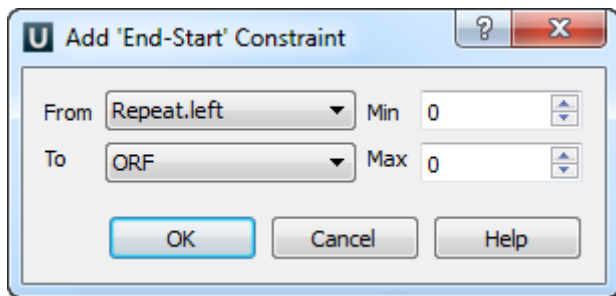 U Add 'End-Start' Constraint ? X
From Repeat.left Min 0
To ORF Max 0
OK Cancel Help